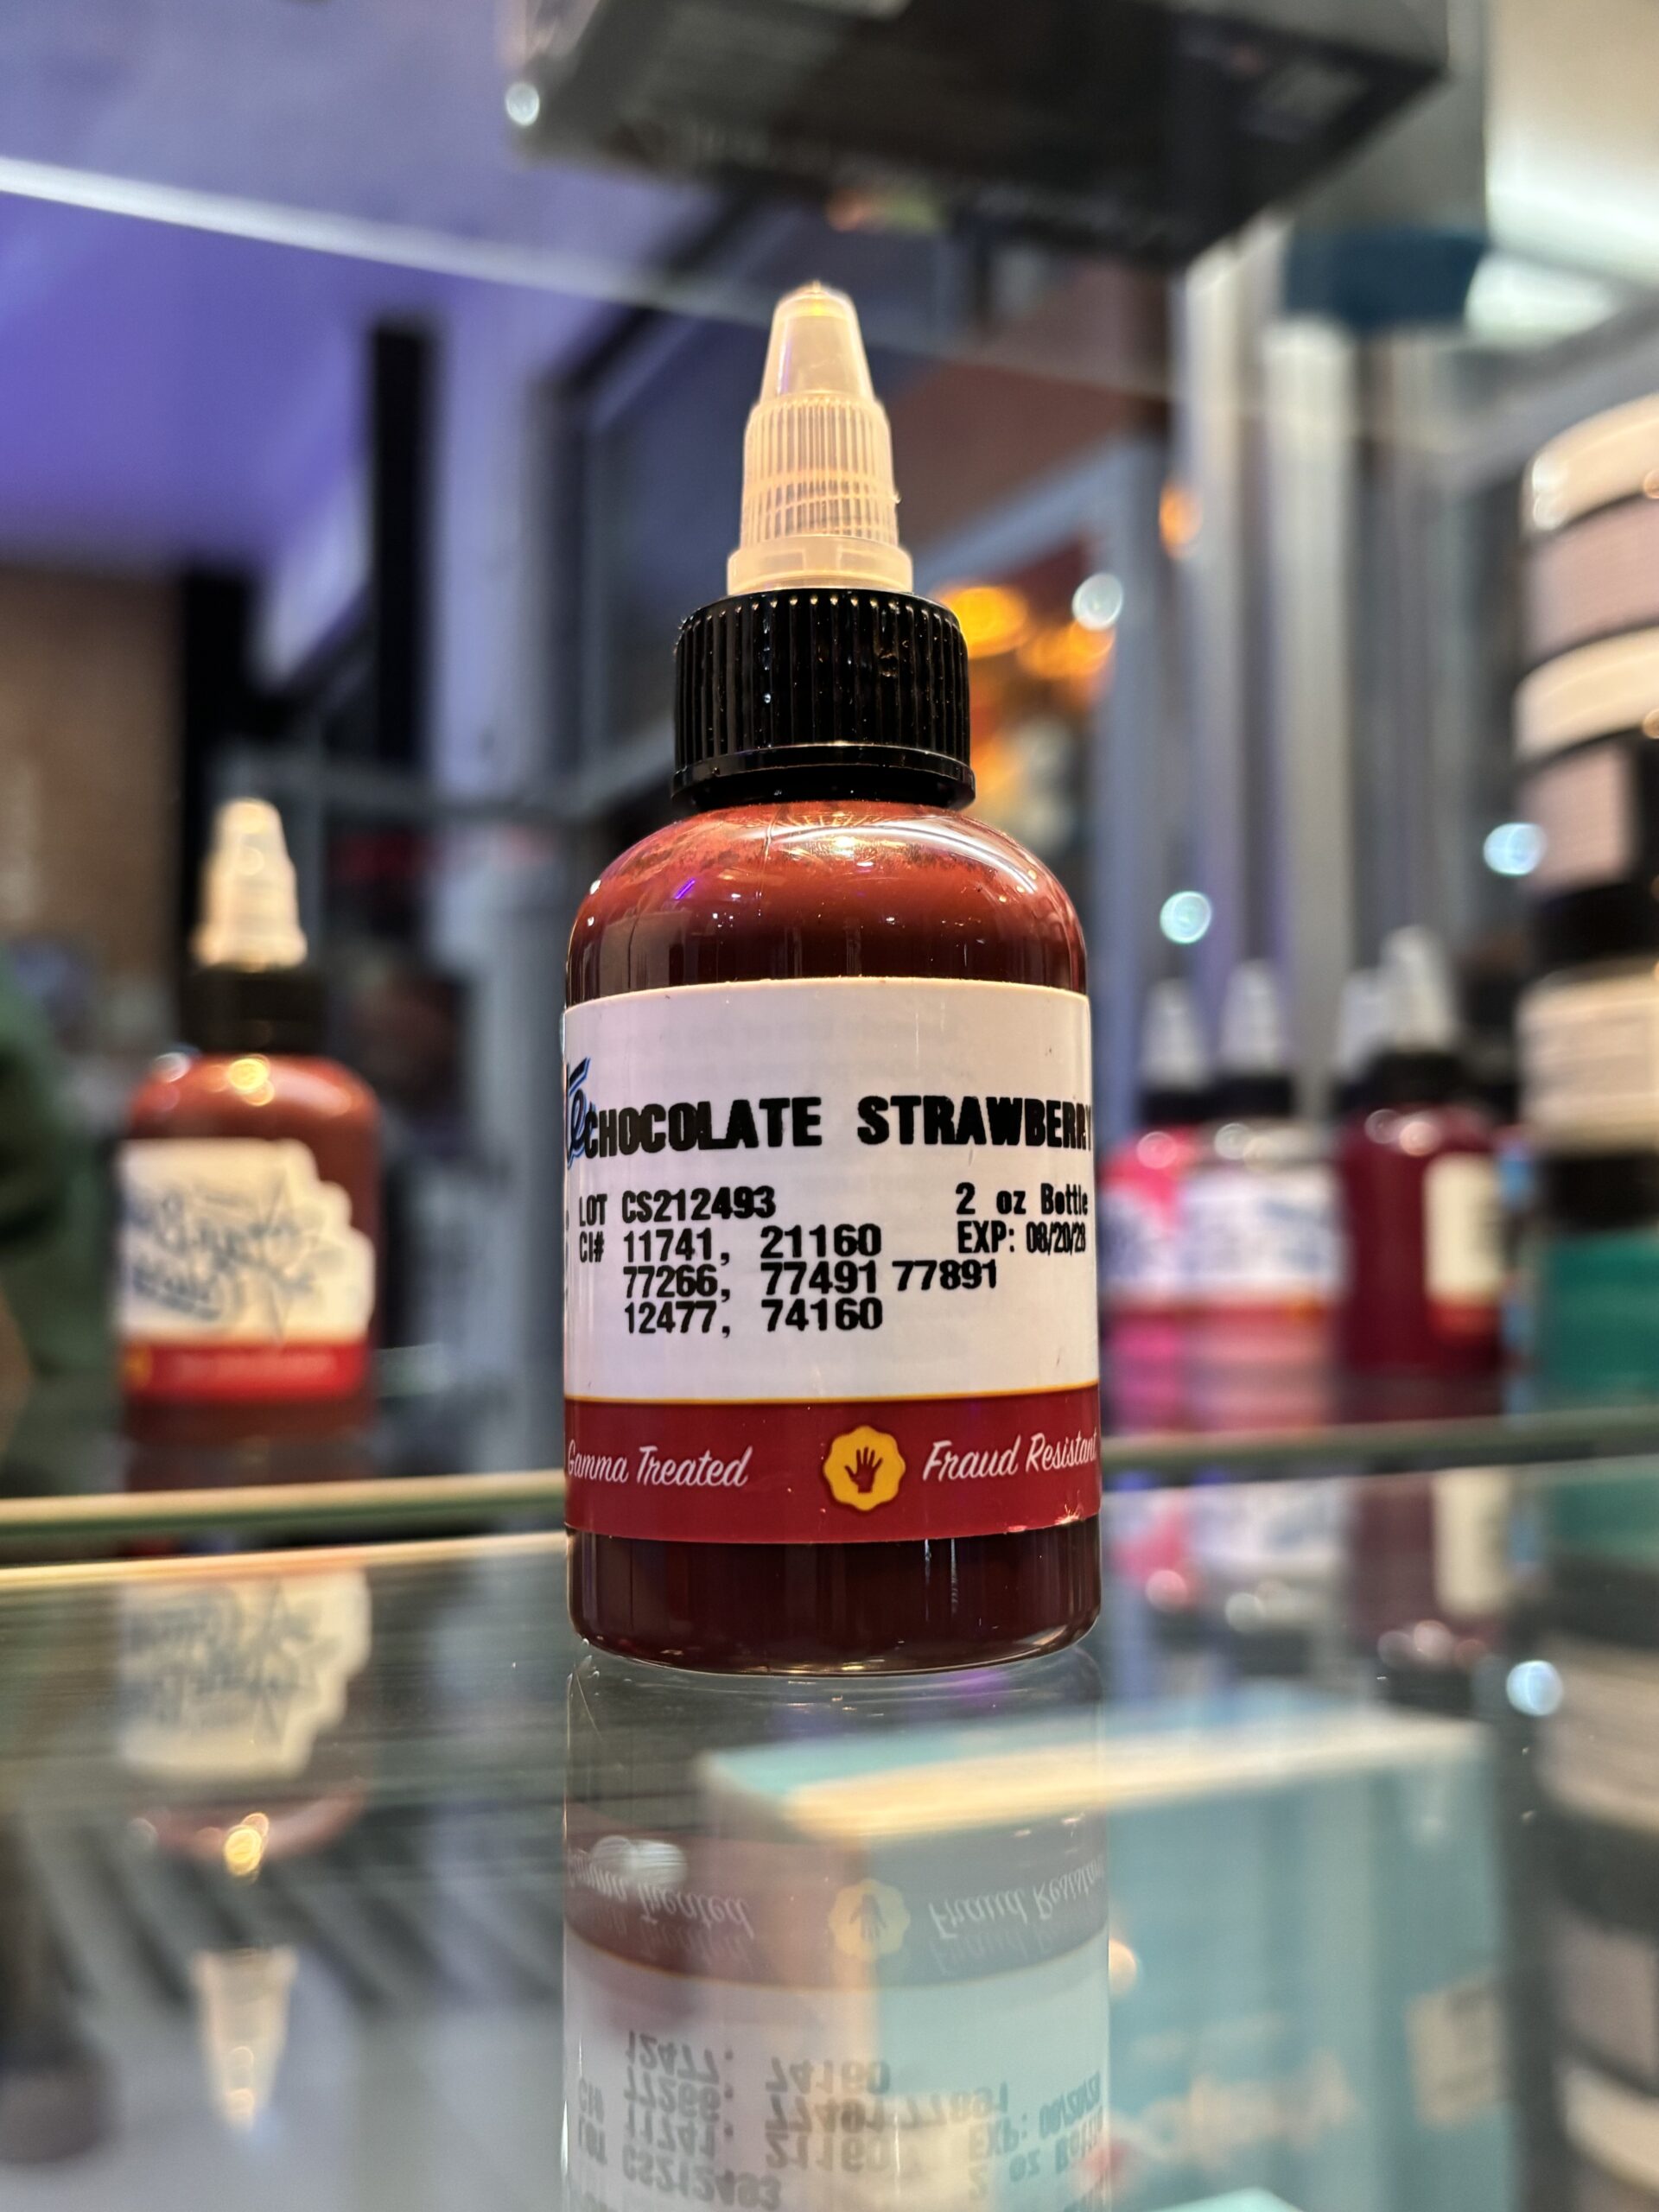 CHOCOLATE STRAWBERRY
LOT CS212493 2 oz Bottle
CI# 11741, 21160 EXP: 08/20/28
77266, 77491 77891
12477, 74160
Gamma Treated Fraud Resistant